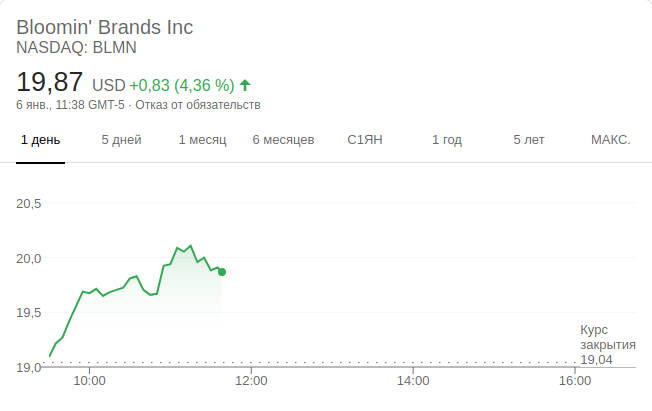 Bloomin' Brands Inc
NASDAQ: BLMN
19,87 USD +0,83 (4,36 %)
6 янв., 11:38 GMT-5 · Отказ от обязательств
1 день 5 дней 1 месяц 6 месяцев С1ЯН 1 год 5 лет МАКС.
20,5
20,0
19,5
19,0
Курс
закрытия
19,04
10:00 12:00 14:00 16:00